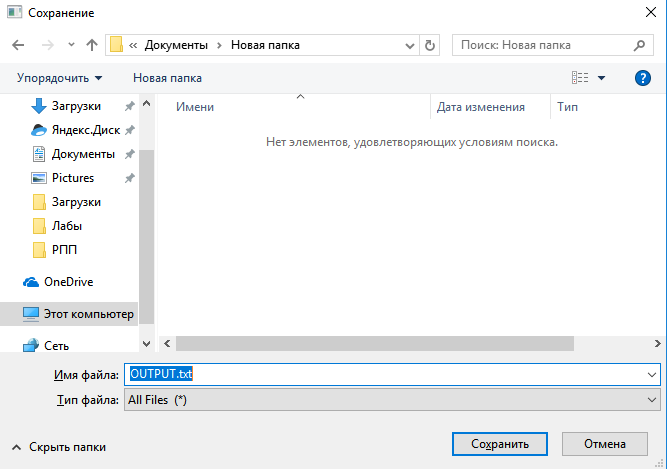 Сохранение
« Документы › Новая папка
Поиск: Новая папка
Упорядочить Новая папка
Имени Дата изменения Тип
Нет элементов, удовлетворяющих условиям поиска.
Загрузки
Яндекс.Диск
Документы
Pictures
Загрузки
Лабы
РПП
OneDrive
Этот компьютер
Сеть
Имя файла: OUTPUT.txt
Тип файла: All Files (*)
Скрыть папки
Сохранить Отмена